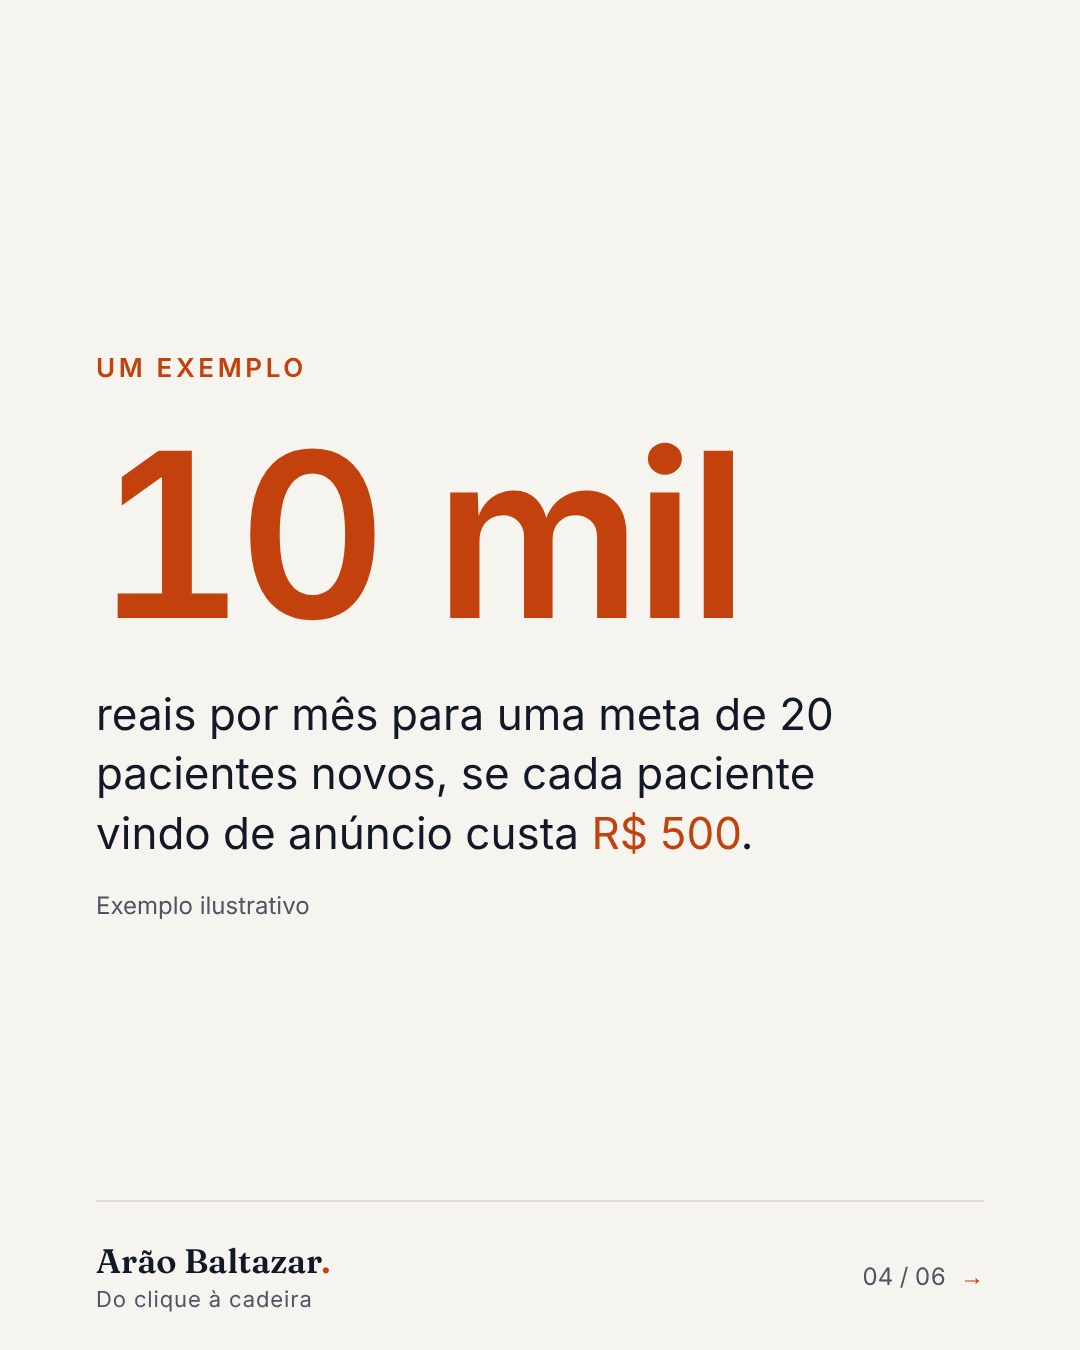 UM EXEMPLO
10 mil
reais por mês para uma meta de 20
pacientes novos, se cada paciente
vindo de anúncio custa R$ 500.
Exemplo ilustrativo
Arão Baltazar.
Do clique à cadeira
04 / 06 →